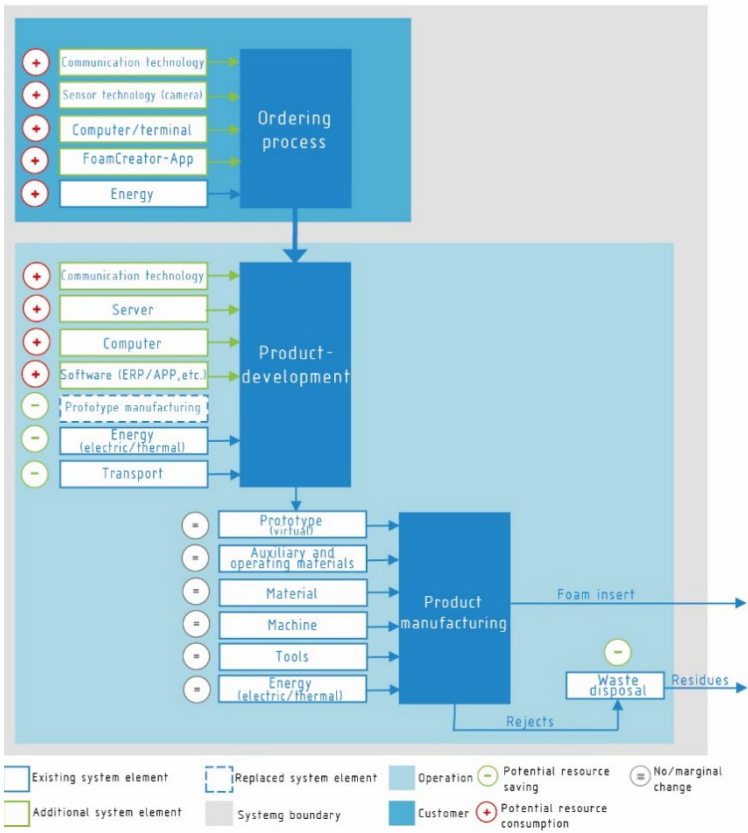 + Communication technology
+ Sensor technology (camera)
+ Computer/terminal
+ FoamCreator-App
+ Energy
Ordering
process
+ Communication technology
+ Server
+ Computer
+ Software (ERP/APP,etc.)
- Prototype manufacturing
- Energy
(electric/thermal)
- Transport
Product-
development
= Prototype
(virtual)
= Auxiliary and
operating materials
= Material
= Machine
= Tools
= Energy
(electric/thermal)
Product
manufacturing
Foam insert
-
Waste
disposal
Residues
Rejects
Existing system element
Replaced system element
Operation
- Potential resource
saving
= No/marginal
change
Additional system element
Systemg boundary
Customer
+ Potential resource
consumption